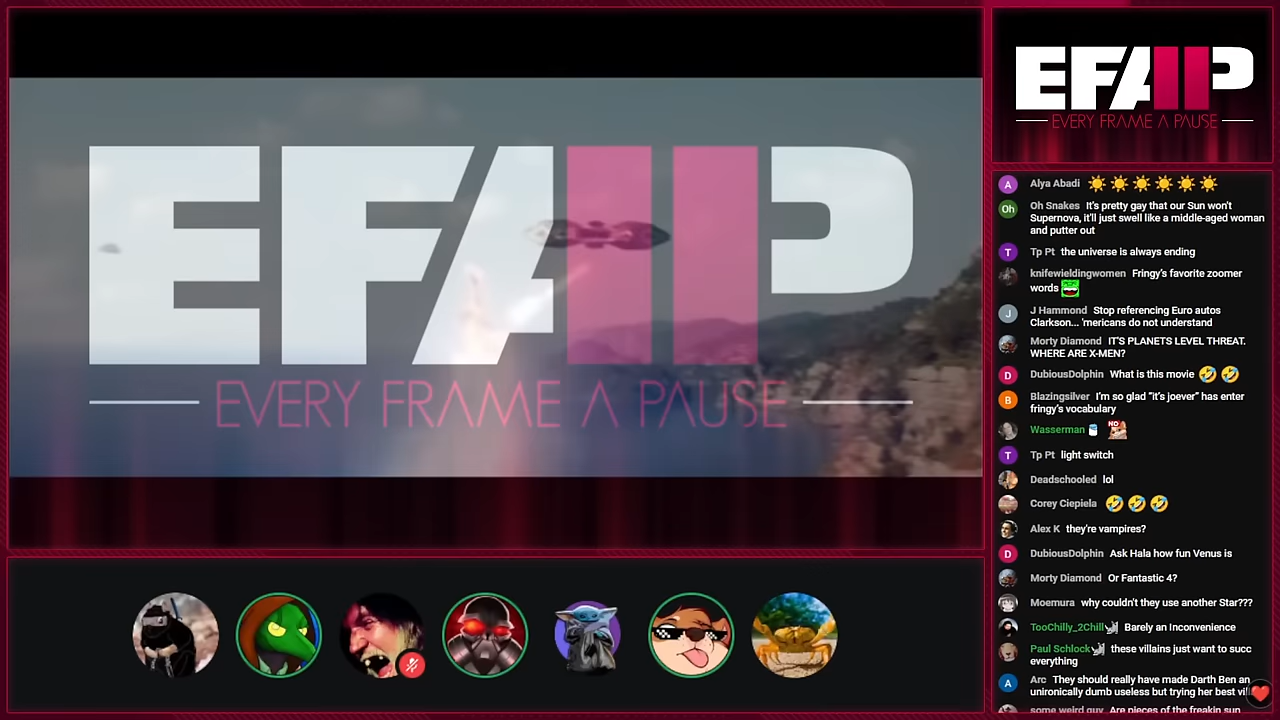 EFAP
EVERY FRAME A PAUSE
EFAP
EVERY FRAME A PAUSE
A Alya Abadi
Oh Oh Snakes It's pretty gay that our Sun won't
Supernova, it'll just swell like a middle-aged woman
and putter out
T Tp Pt the universe is always ending
knifewieldingwomen Fringy's favorite zoomer
words
J J Hammond Stop referencing Euro autos
Clarkson... 'mericans do not understand
Morty Diamond IT'S PLANETS LEVEL THREAT.
WHERE ARE X-MEN?
D DubiousDolphin What is this movie
B Blazingsilver I'm so glad "it's joever" has enter
fringy's vocabulary
Wasserman NO
T Tp Pt light switch
Deadschooled lol
Corey Ciepiela
Alex K they're vampires?
D DubiousDolphin Ask Hala how fun Venus is
Morty Diamond Or Fantastic 4?
Moemura why couldn't they use another Star???
TooChilly_2Chill Barely an Inconvenience
Paul Schlock these villains just want to succ
everything
A Arc They should really have made Darth Ben an
unironically dumb useless but trying her best
some weird guy Are pieces of the freakin sun